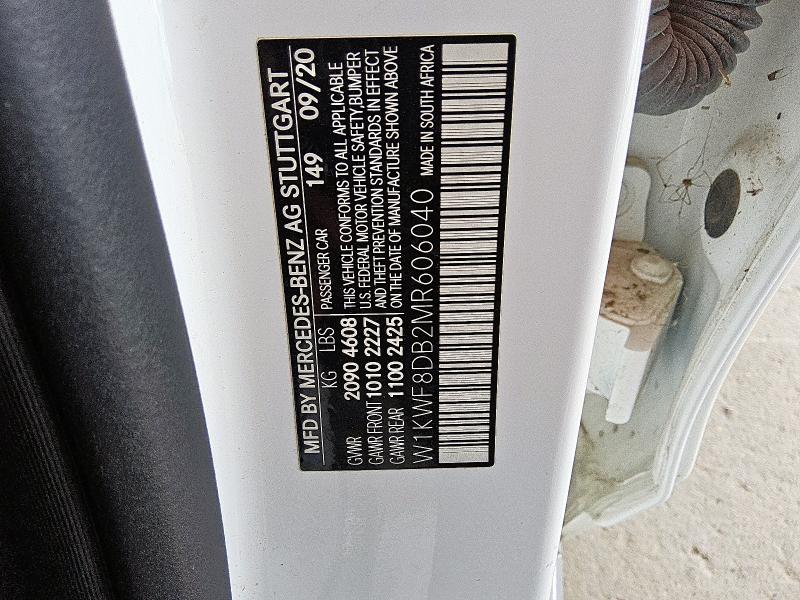 MFD BY MERCEDES-BENZ AG STUTTGART
KG LBS 149 09/20
GVWR 2090 4608
GAWR FRONT 1010 2227
GAWR REAR 1100 2425
PASSENGER CAR
THIS VEHICLE CONFORMS TO ALL APPLICABLE
U.S. FEDERAL MOTOR VEHICLE SAFETY, BUMPER
AND THEFT PREVENTION STANDARDS IN EFFECT
ON THE DATE OF MANUFACTURE SHOWN ABOVE
W1KWF8DB2MR606040 MADE IN SOUTH AFRICA